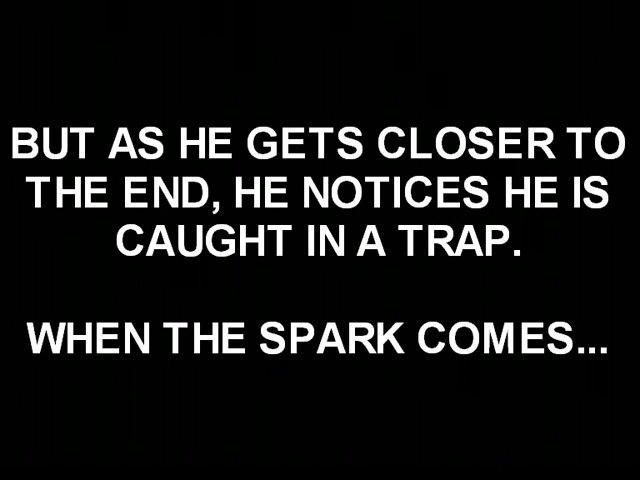 BUT AS HE GETS CLOSER TO
THE END, HE NOTICES HE IS
CAUGHT IN A TRAP.
WHEN THE SPARK COMES...